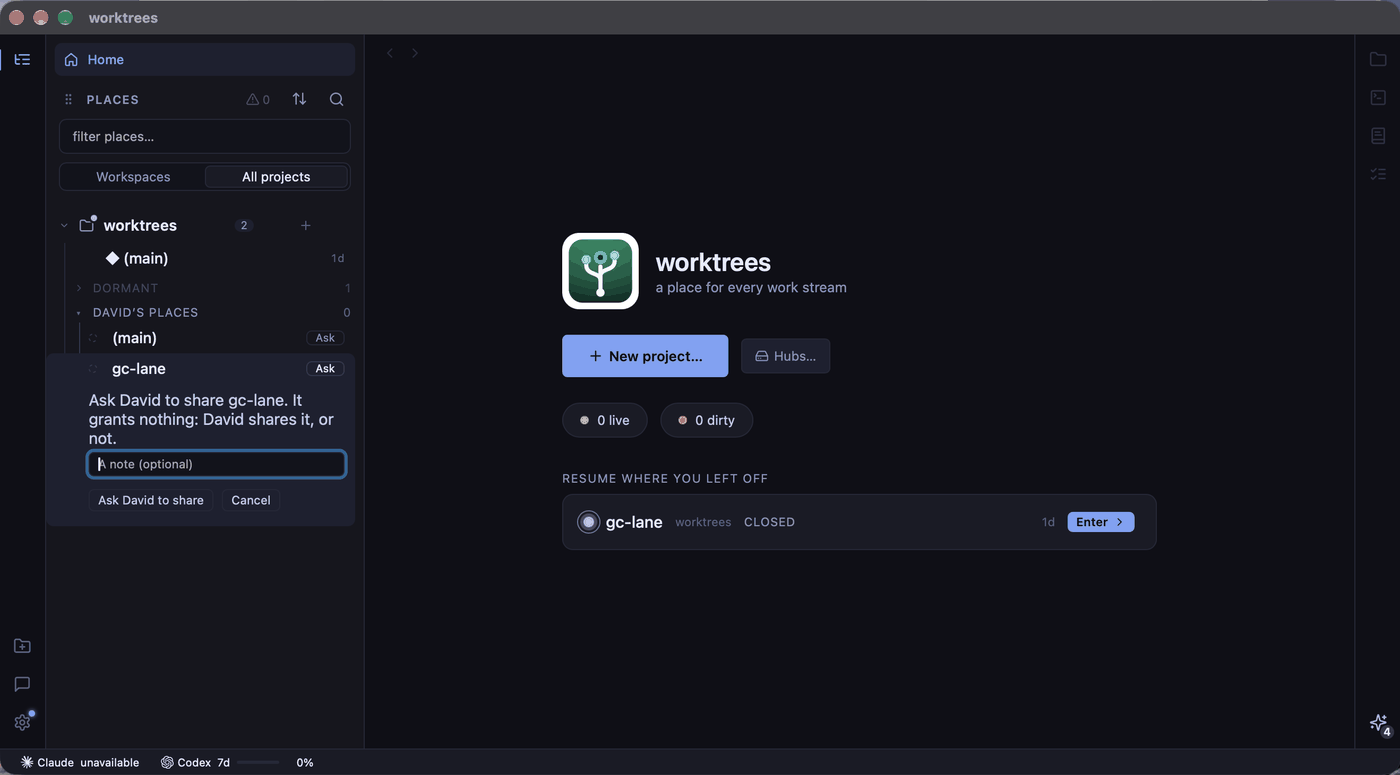 worktrees
Home
PLACES
0
filter places...
Workspaces
All projects
worktrees
2
(main)
1d
DORMANT
1
DAVID'S PLACES
0
(main)
Ask
gc-lane
Ask
Ask David to share gc-lane. It
grants nothing: David shares it, or
not.
A note (optional)
Ask David to share
Cancel
worktrees
a place for every work stream
New project...
Hubs...
0 live
0 dirty
RESUME WHERE YOU LEFT OFF
gc-lane worktrees CLOSED
1d
Enter
4
Claude unavailable
Codex 7d
0%